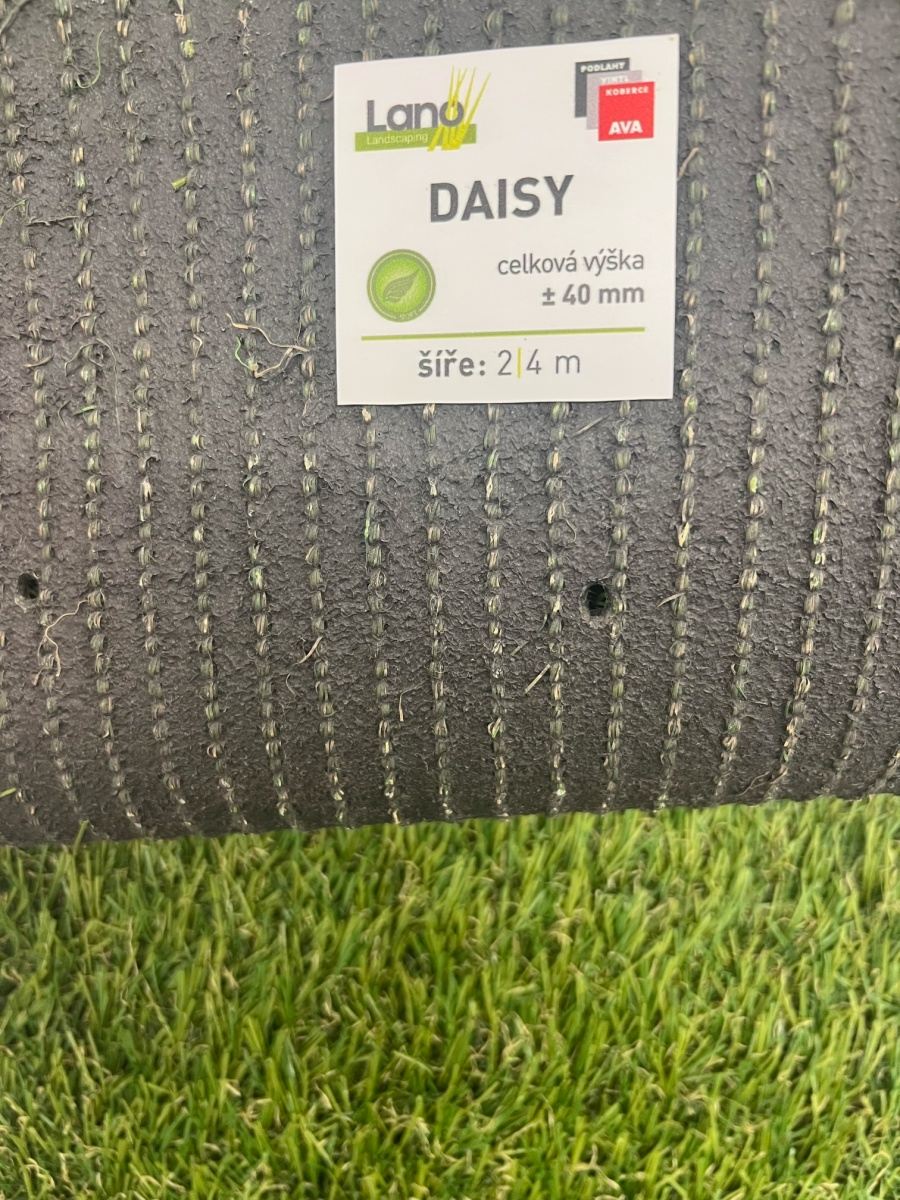 Lano
Landscaping
PODLAHY
VINYL
KOBERCE
AVA
DAISY
celková výška
± 40 mm
šíře: 2|4 m